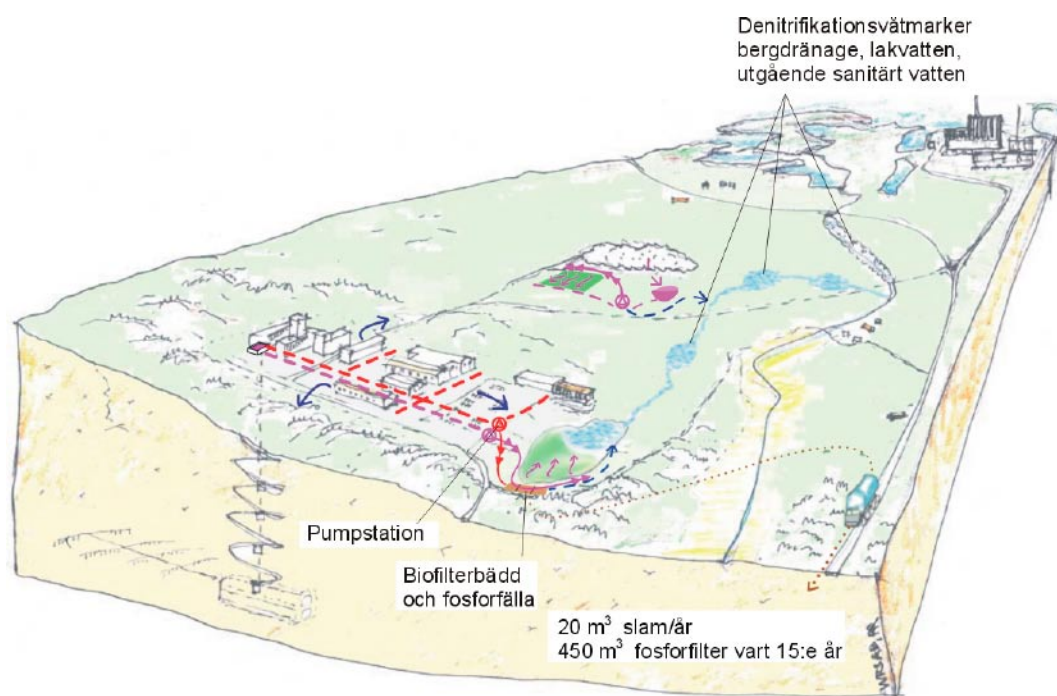 Denitrifikationsvåtmarker
bergdränage, lakvatten,
utgående sanitärt vatten
Pumpstation
Biofilterbädd
och fosforfälla
20 m³ slam/år
450 m³ fosforfilter vart 15:e år